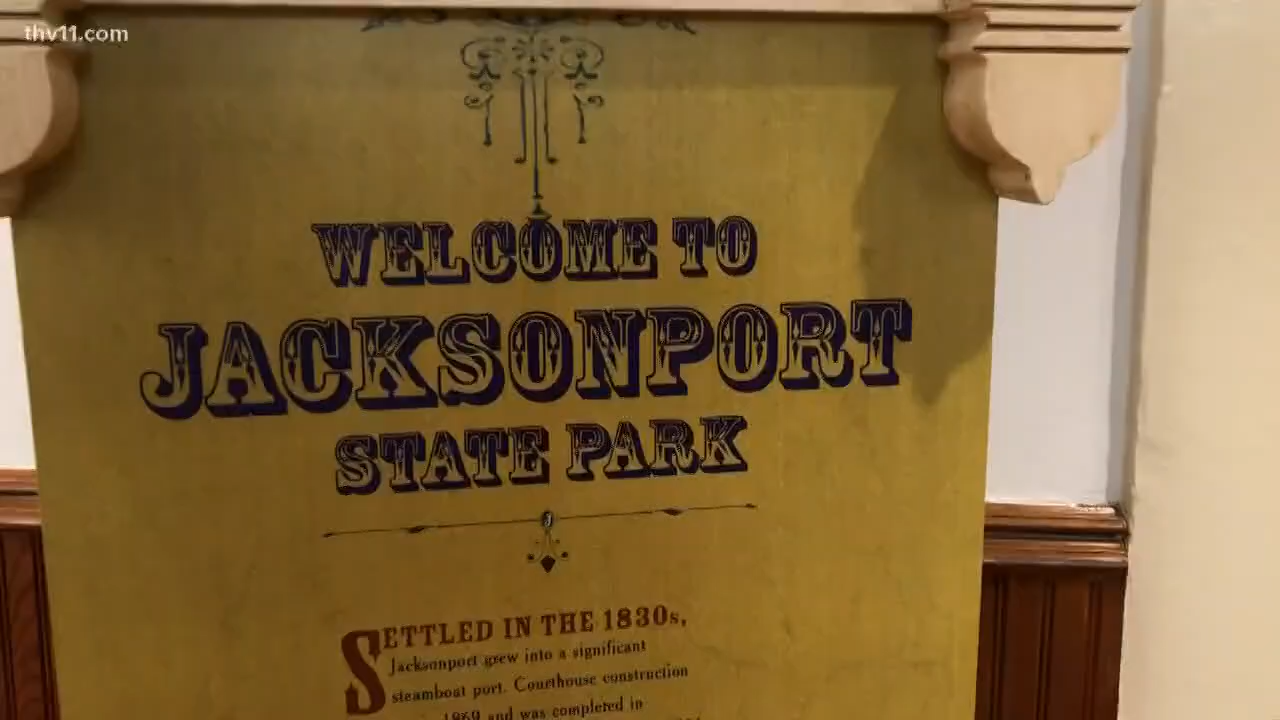 thv11.com
WELCOME TO
JACKSONPORT
STATE PARK
SETTLED IN THE 1830s,
Jacksonport grew into a significant
steamboat port. Courthouse construction
1869 and was completed in